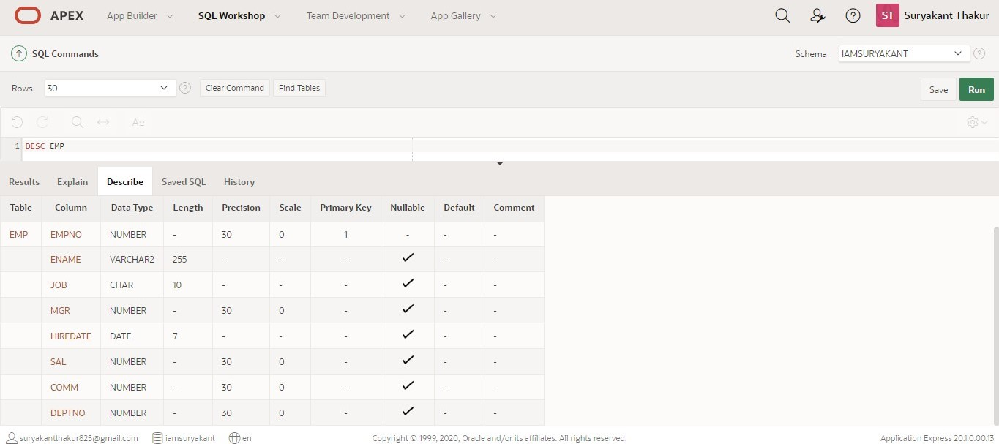 APEX App Builder SQL Workshop Team Development App Gallery ST Suryakant Thakur
SQL Commands Schema IAMSURYAKANT
Rows 30 Clear Command Find Tables Save Run
1 DESC EMP
Results Explain Describe Saved SQL History
Table Column Data Type Length Precision Scale Primary Key Nullable Default Comment
EMP EMPNO NUMBER - 30 0 1 - - -
ENAME VARCHAR2 255 - - - - -
JOB CHAR 10 - - - - -
MGR NUMBER - 30 0 - - -
HIREDATE DATE 7 - - - - -
SAL NUMBER - 30 0 - - -
COMM NUMBER - 30 0 - - -
DEPTNO NUMBER - 30 0 - - -
suryakantthakur825@gmail.com iamsuryakant en Copyright © 1999, 2020, Oracle and/or its affiliates. All rights reserved. Application Express 20.1.0.00.13